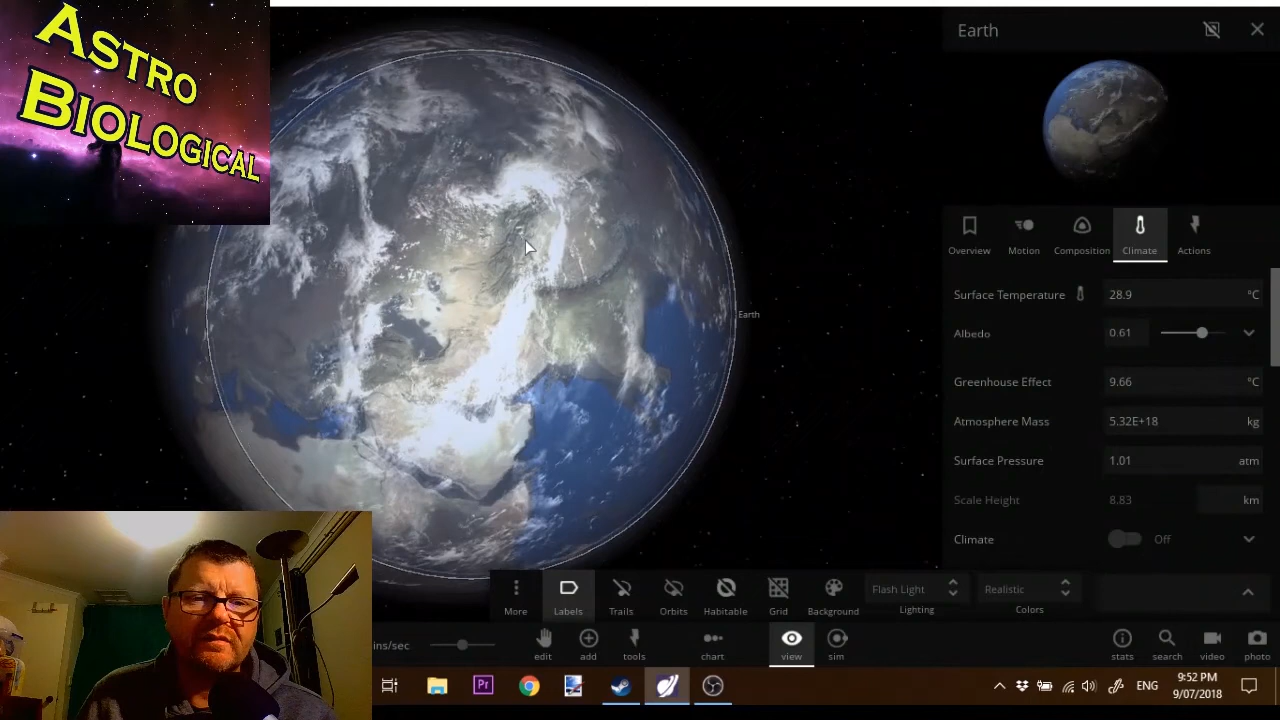 ASTRO
BIOLOGICAL
Earth
Overview Motion Composition Climate Actions
Surface Temperature 28.9 °C
Earth
Albedo 0.61
Greenhouse Effect 9.66 °C
Atmosphere Mass 5.32E+18 kg
Surface Pressure 1.01 atm
Scale Height 8.83 km
Climate Off
More Labels Trails Orbits Habitable Grid Background
Flash Light
Lighting
Realistic
Colors
ins/sec
edit add tools chart view sim stats search video photo
Pr
ENG
9:52 PM
9/07/2018